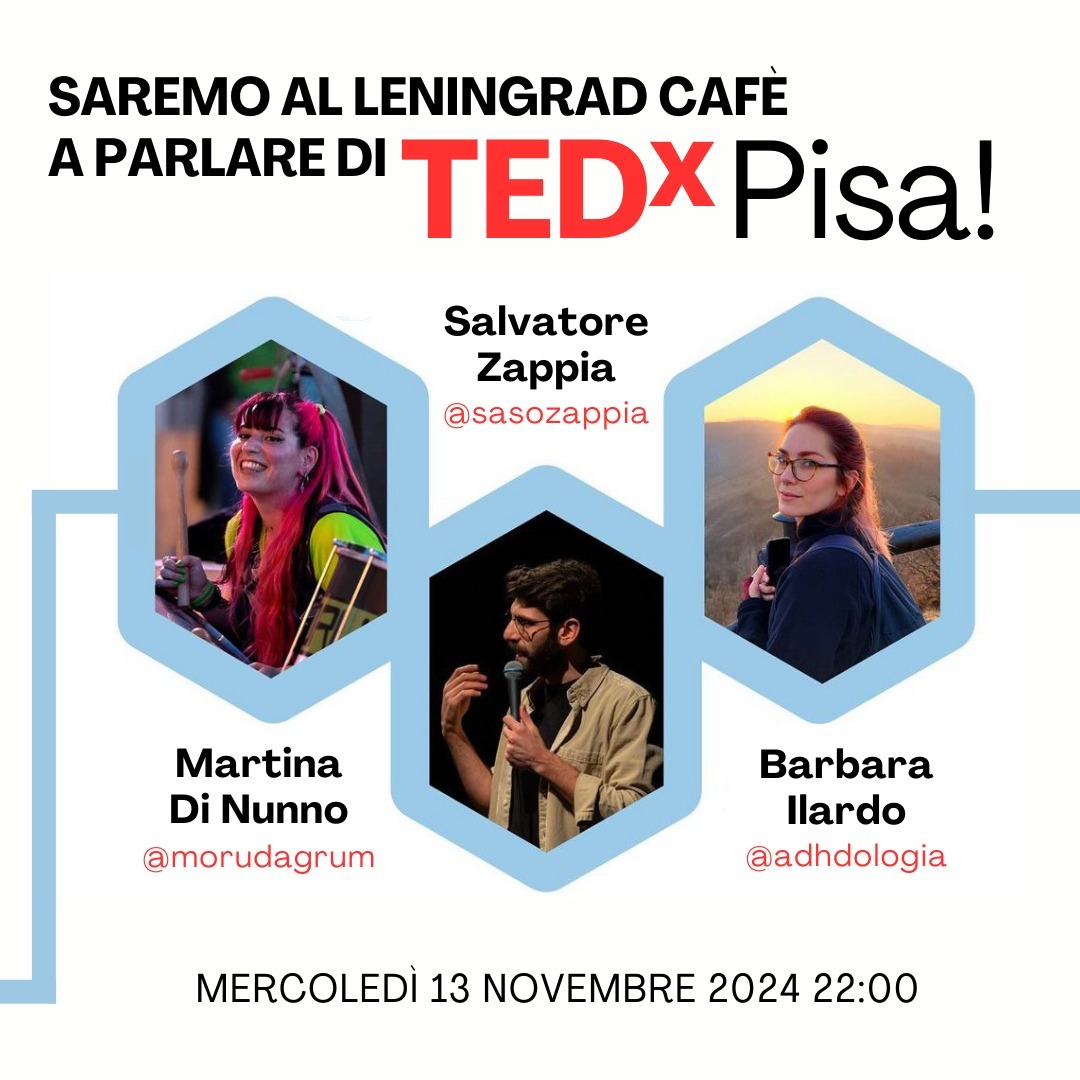 SAREMO AL LENINGRAD CAFÈ
A PARLARE DI TEDx Pisa!
Salvatore
Zappia
@sasozappia
Martina
Di Nunno
@morudagrum
Barbara
Ilardo
@adhdologia
MERCOLEDÌ 13 NOVEMBRE 2024 22:00